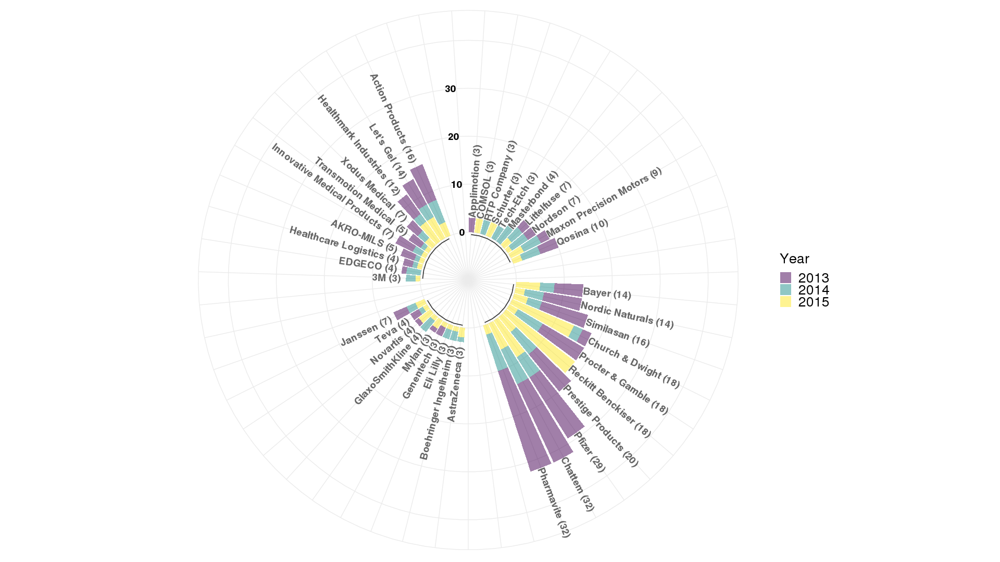 30
20
10
0
Applimotion (3)
COMSOL (3)
RTP Company (3)
Schurter (3)
Tech-Etch (3)
Masterbond (4)
Littelfuse (7)
Nordson (7)
Maxon Precision Motors (9)
Qosina (10)
Bayer (14)
Nordic Naturals (14)
Similasan (16)
Church & Dwight (18)
Procter & Gamble (18)
Reckitt Benckiser (18)
Prestige Products (20)
Pfizer (29)
Chattem (32)
Pharmavite (32)
AstraZeneca (3)
Boehringer Ingelheim (3)
Eli Lilly (3)
Genentech (3)
Mylan (3)
GlaxoSmithKline (4)
Novartis (4)
Teva (4)
Janssen (7)
3M (3)
EDGECO (4)
Healthcare Logistics (4)
AKRO-MILS (5)
Innovative Medical Products (7)
Transmotion Medical (5)
Xodus Medical (7)
Healthmark Industries (12)
Let's Gel (14)
Action Products (16)
Year
2013
2014
2015